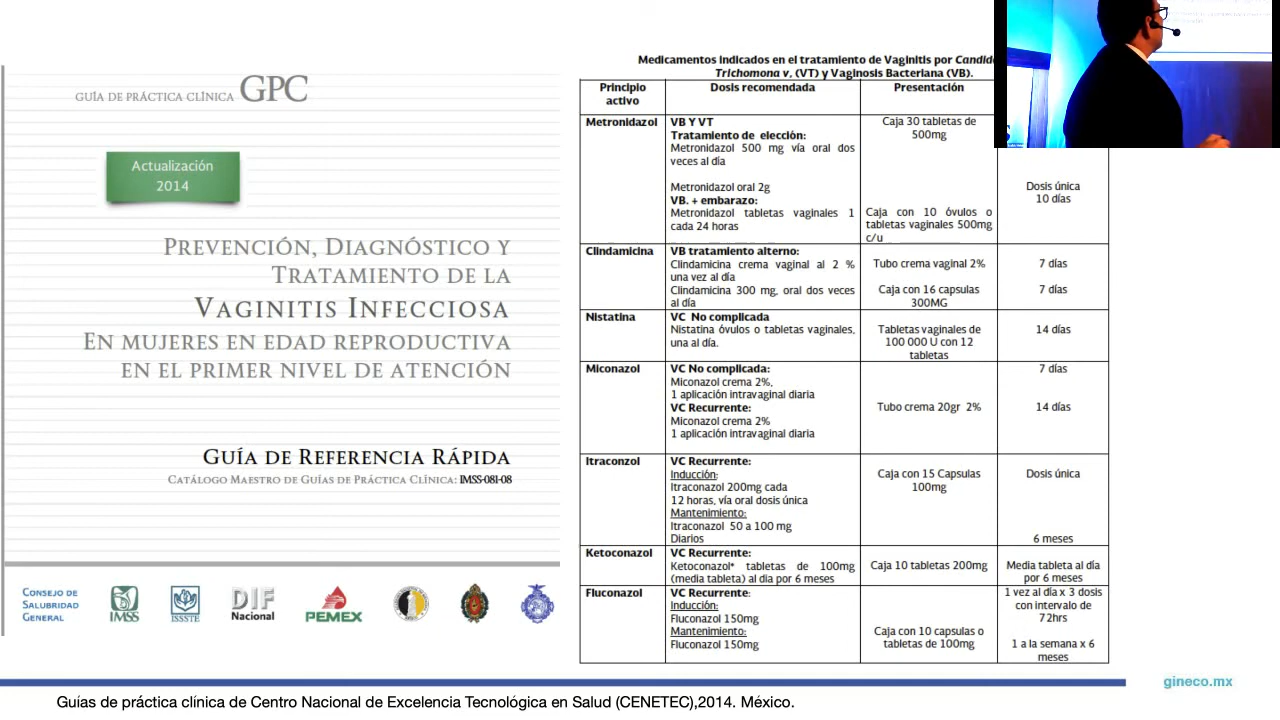 GUÍA DE PRÁCTICA CLÍNICA GPC
Actualización
2014
PREVENCIÓN, DIAGNÓSTICO Y
TRATAMIENTO DE LA
VAGINITIS INFECCIOSA
EN MUJERES EN EDAD REPRODUCTIVA
EN EL PRIMER NIVEL DE ATENCIÓN
GUÍA DE REFERENCIA RÁPIDA
CATÁLOGO MAESTRO DE GUÍAS DE PRÁCTICA CLÍNICA: IMSS-081-08
CONSEJO DE
SALUBRIDAD
GENERAL
IMSS
ISSSTE
DIF
Nacional
PEMEX
Medicamentos indicados en el tratamiento de Vaginitis por
Trichomona v, (VT) y Vaginosis Bacteriana (VB).
Principio
activo
Dosis recomendada
Presentación
Metronidazol
VB Y VT
Tratamiento de elección:
Metronidazol 500 mg vía oral dos
veces al día
Metronidazol oral 2g
VB. + embarazo:
Metronidazol tabletas vaginales 1
cada 24 horas
Caja 30 tabletas de
500mg
Caja con 10 óvulos o
tabletas vaginales 500mg
c/u
Dosis única
10 días
Clindamicina
VB tratamiento alterno:
Clindamicina crema vaginal al 2 %
una vez al día
Clindamicina 300 mg, oral dos veces
al día
Tubo crema vaginal 2%
Caja con 16 capsulas
300MG
7 días
7 días
Nistatina
VC No complicada
Nistatina óvulos o tabletas vaginales,
una al día.
Tabletas vaginales de
100 000 U con 12
tabletas
14 días
Miconazol
VC No complicada:
Miconazol crema 2%,
1 aplicación intravaginal diaria
VC Recurrente:
Miconazol crema 2%
1 aplicación intravaginal diaria
Tubo crema 20gr 2%
7 días
14 días
Itraconzol
VC Recurrente:
Inducción:
Itraconazol 200mg cada
12 horas, vía oral dosis única
Mantenimiento:
Itraconazol 50 a 100 mg
Diarios
Caja con 15 Capsulas
100mg
Dosis única
6 meses
Ketoconazol
VC Recurrente:
Ketoconazol* tabletas de 100mg
(media tableta) al día por 6 meses
Caja 10 tabletas 200mg
Media tableta al día
por 6 meses
Fluconazol
VC Recurrente:
Inducción:
Fluconazol 150mg
Mantenimiento:
Fluconazol 150mg
Caja con 10 capsulas o
tabletas de 100mg
1 vez al día x 3 dosis
con intervalo de
72hrs
1 a la semana x 6
meses
gineco.mx
Guías de práctica clínica de Centro Nacional de Excelencia Tecnológica en Salud (CENETEC),2014. México.